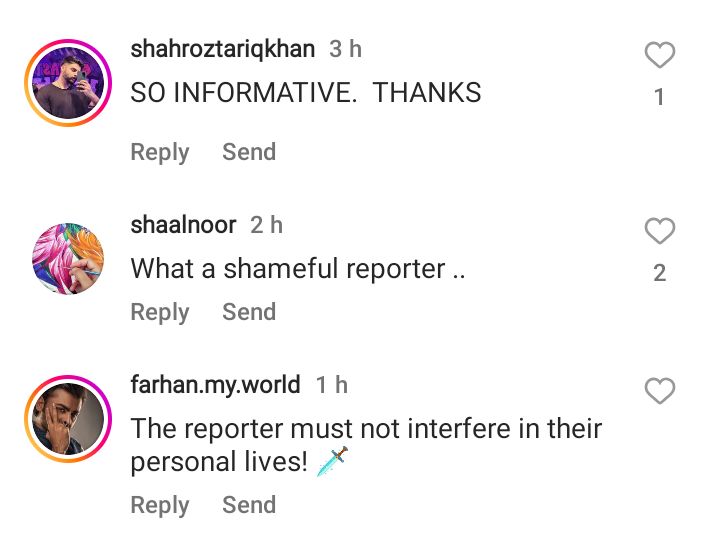 shahroztariqkhan 3 h
SO INFORMATIVE. THANKS
1
Reply Send
shaalnoor 2 h
What a shameful reporter ..
2
Reply Send
farhan.my.world 1 h
The reporter must not interfere in their
personal lives! 🗡️
Reply Send